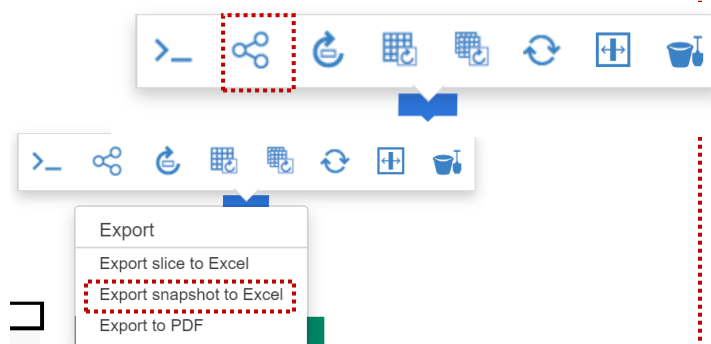 Export
Export slice to Excel
Export snapshot to Excel
Export to PDF